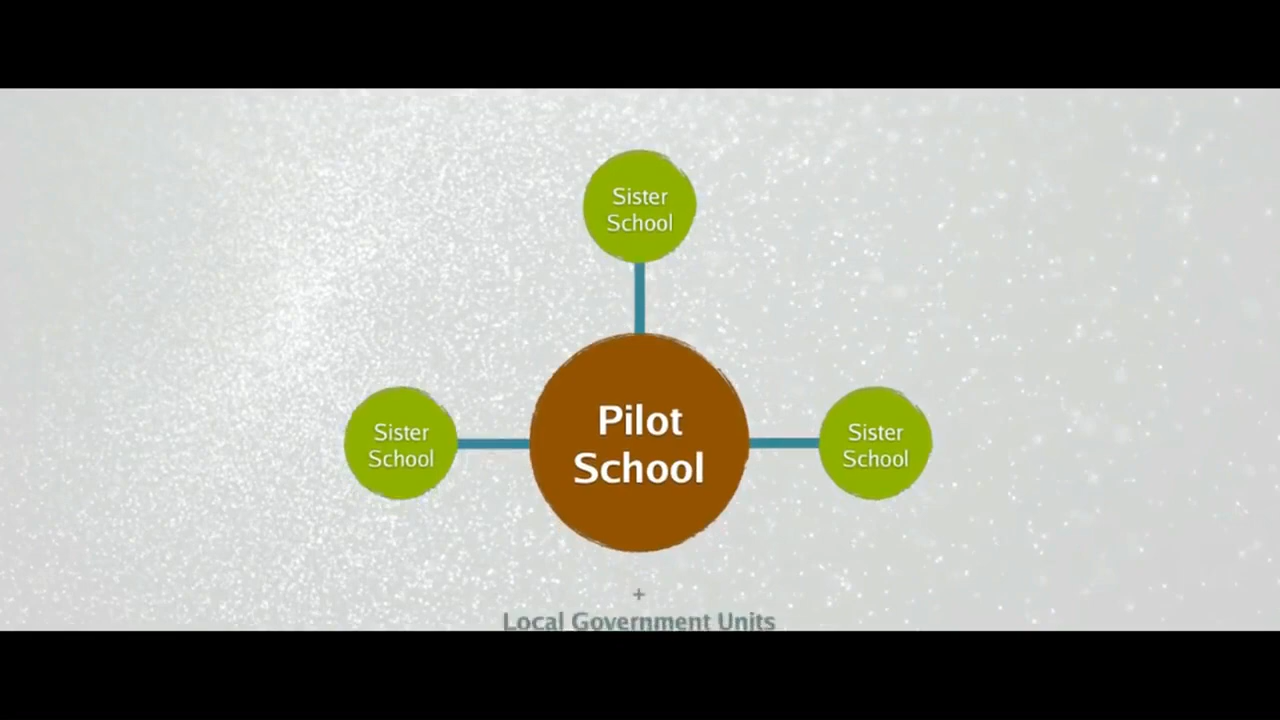 Sister
School
Sister
School
Pilot
School
Sister
School
+
Local Government Units